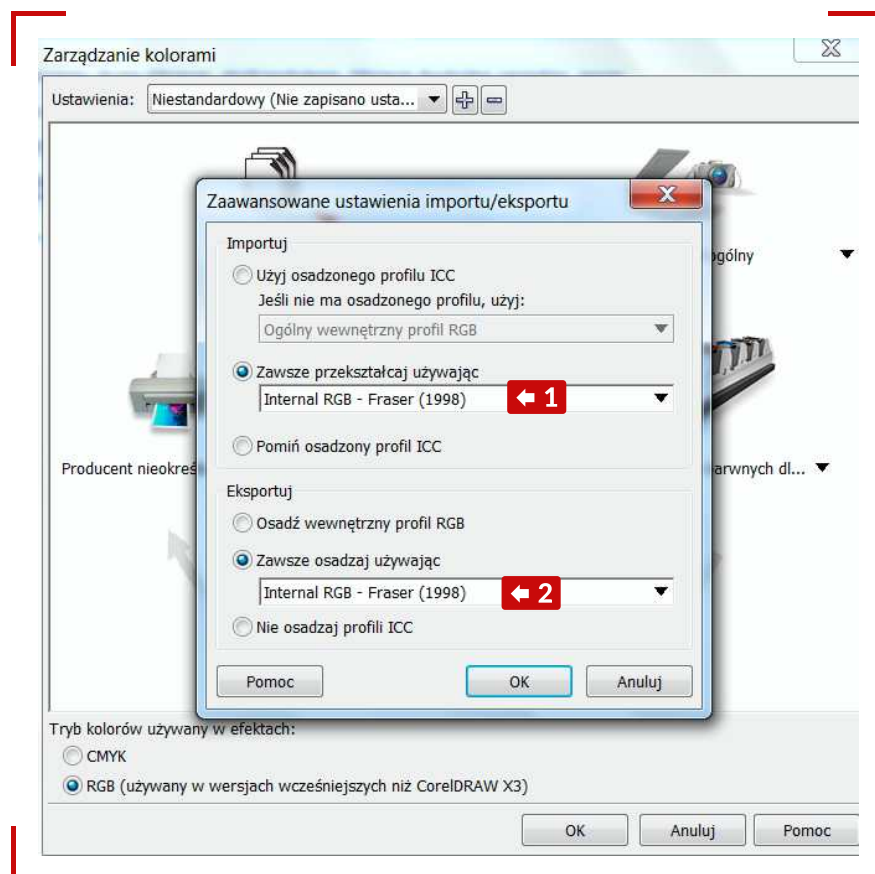 Zarządzanie kolorami
Ustawienia: Niestandardowy (Nie zapisano usta...
Zaawansowane ustawienia importu/eksportu
Importuj
Użyj osadzonego profilu ICC
Jeśli nie ma osadzonego profilu, użyj:
Ogólny wewnętrzny profil RGB
Zawsze przekształcaj używając
Internal RGB - Fraser (1998) 1
Pomiń osadzony profil ICC
Eksportuj
Osadź wewnętrzny profil RGB
Zawsze osadzaj używając
Internal RGB - Fraser (1998) 2
Nie osadzaj profili ICC
Pomoc OK Anuluj
Producent
dl...
Tryb kolorów używany w efektach:
CMYK
RGB (używany w wersjach wcześniejszych niż CorelDRAW X3)
OK Anuluj Pomoc